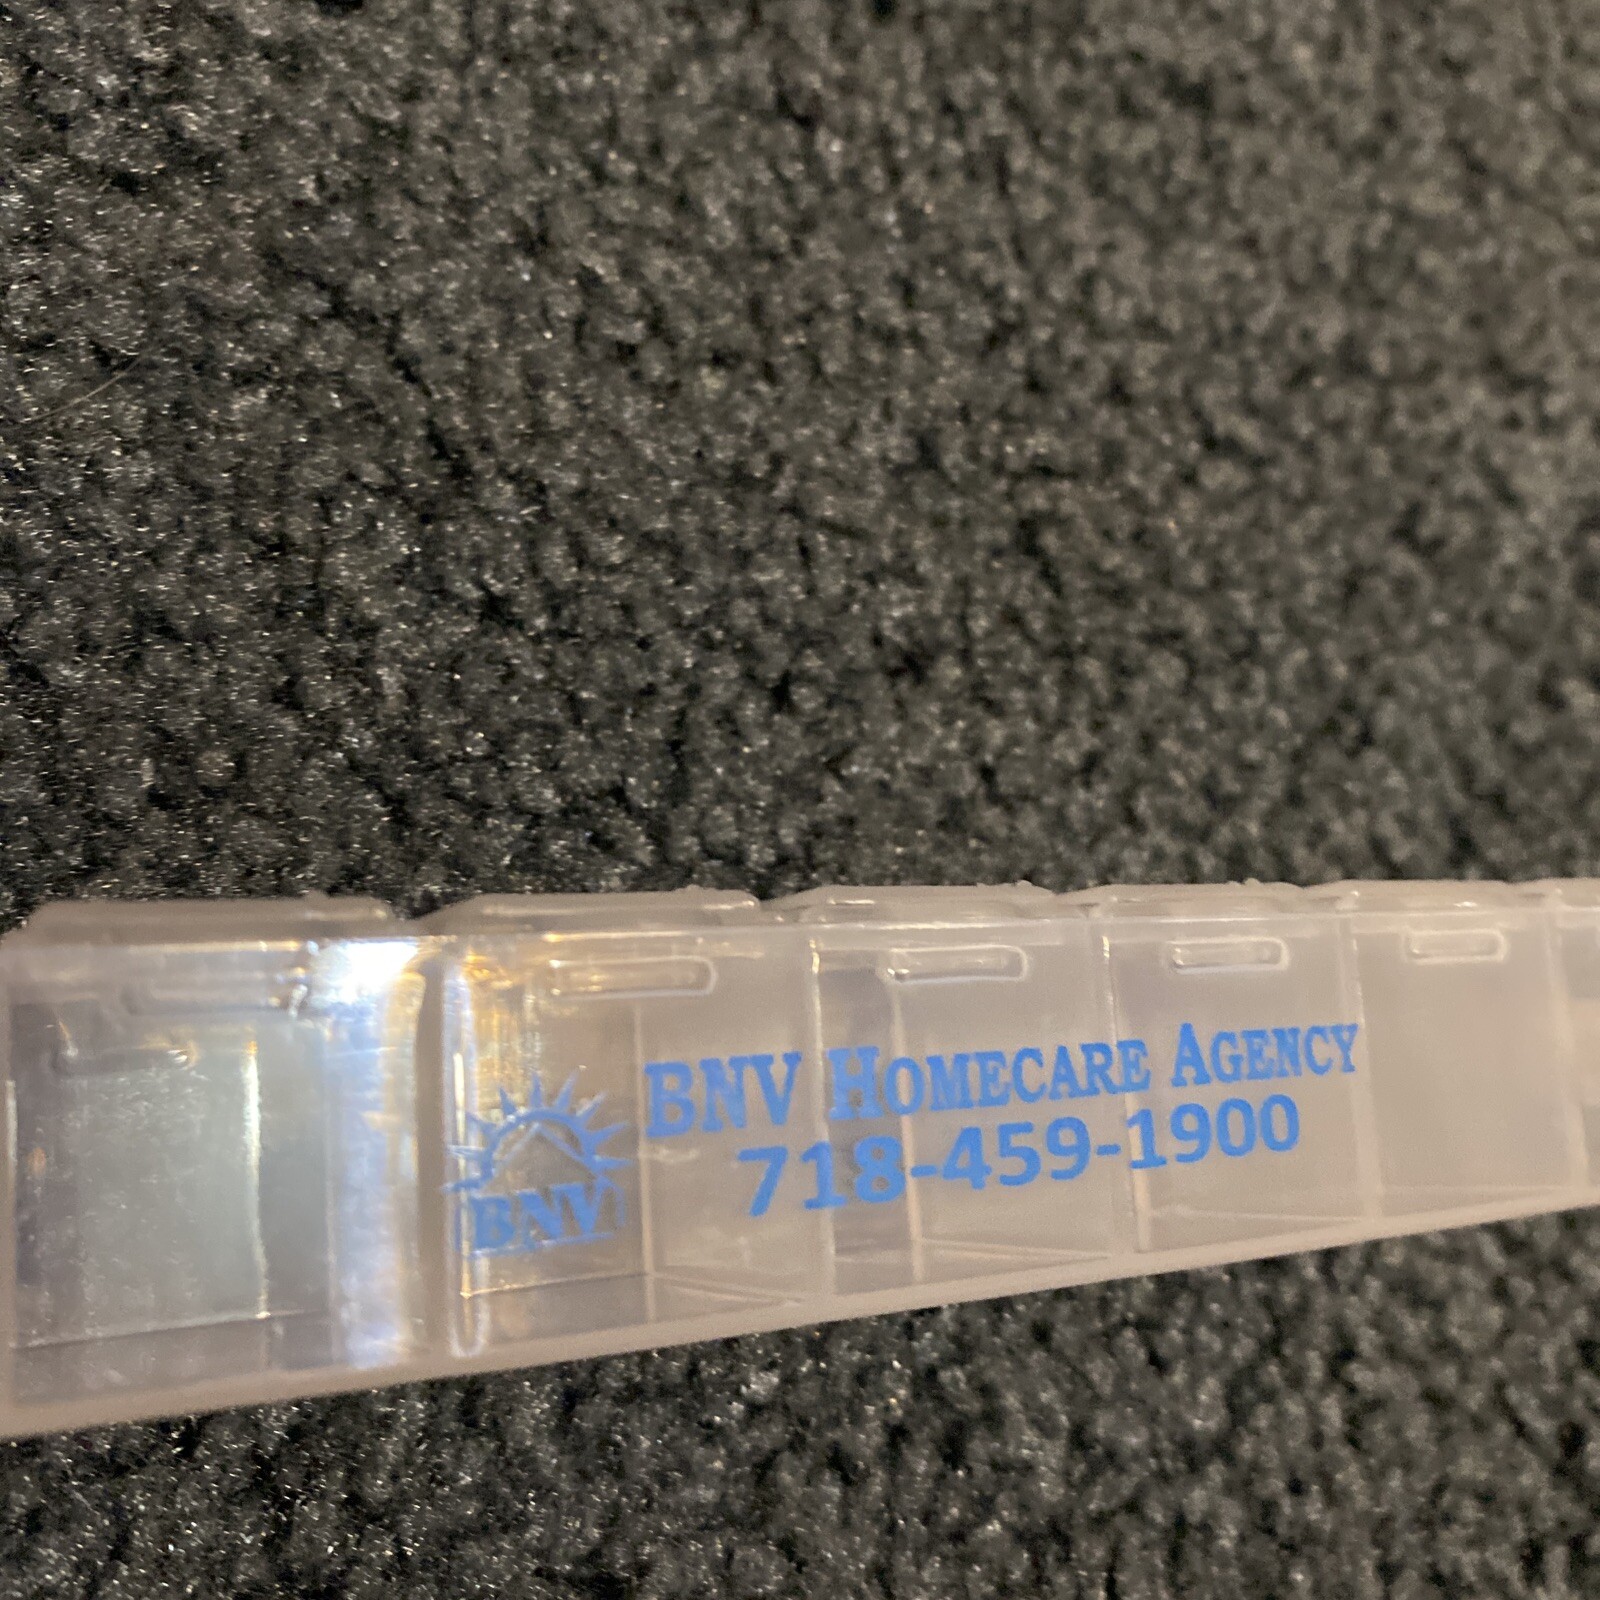 BNV HOMECARE AGENCY
718-459-1900
BNV